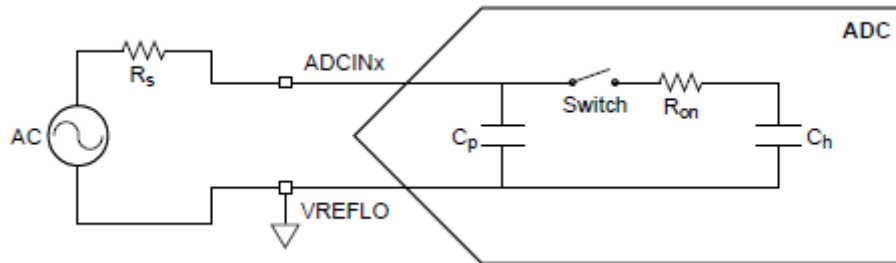 ADC
ADCINx
Rs
Switch
Ron
AC
Cp
Ch
VREFLO